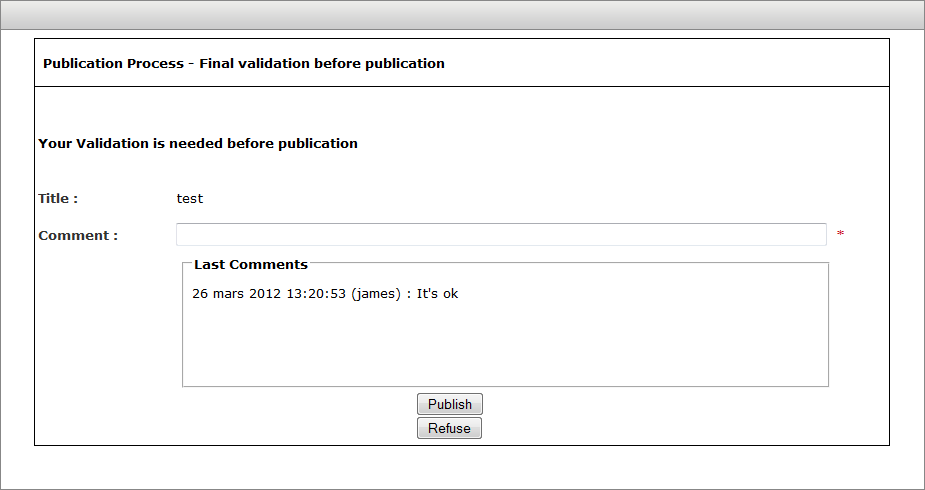 Publication Process - Final validation before publication
Your Validation is needed before publication
Title : test
Comment : *
Last Comments
26 mars 2012 13:20:53 (james) : It's ok
Publish
Refuse